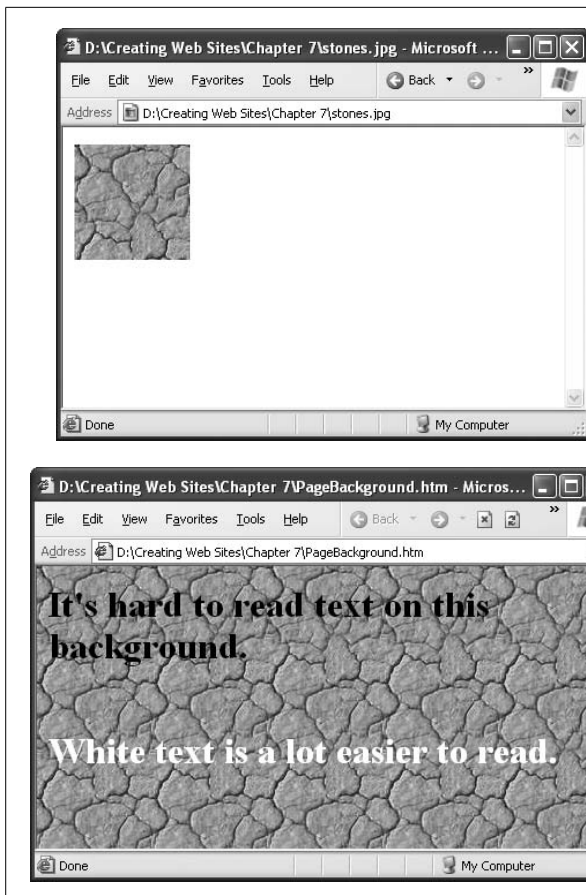 D:\Creating Web Sites\Chapter 7\stones.jpg - Microsoft ...
File Edit View Favorites Tools Help Back »
Address D:\Creating Web Sites\Chapter 7\stones.jpg
Done My Computer
D:\Creating Web Sites\Chapter 7\PageBackground.htm - Micros...
File Edit View Favorites Tools Help Back »
Address D:\Creating Web Sites\Chapter 7\PageBackground.htm
It's hard to read text on this
background.
White text is a lot easier to read.
Done My Computer